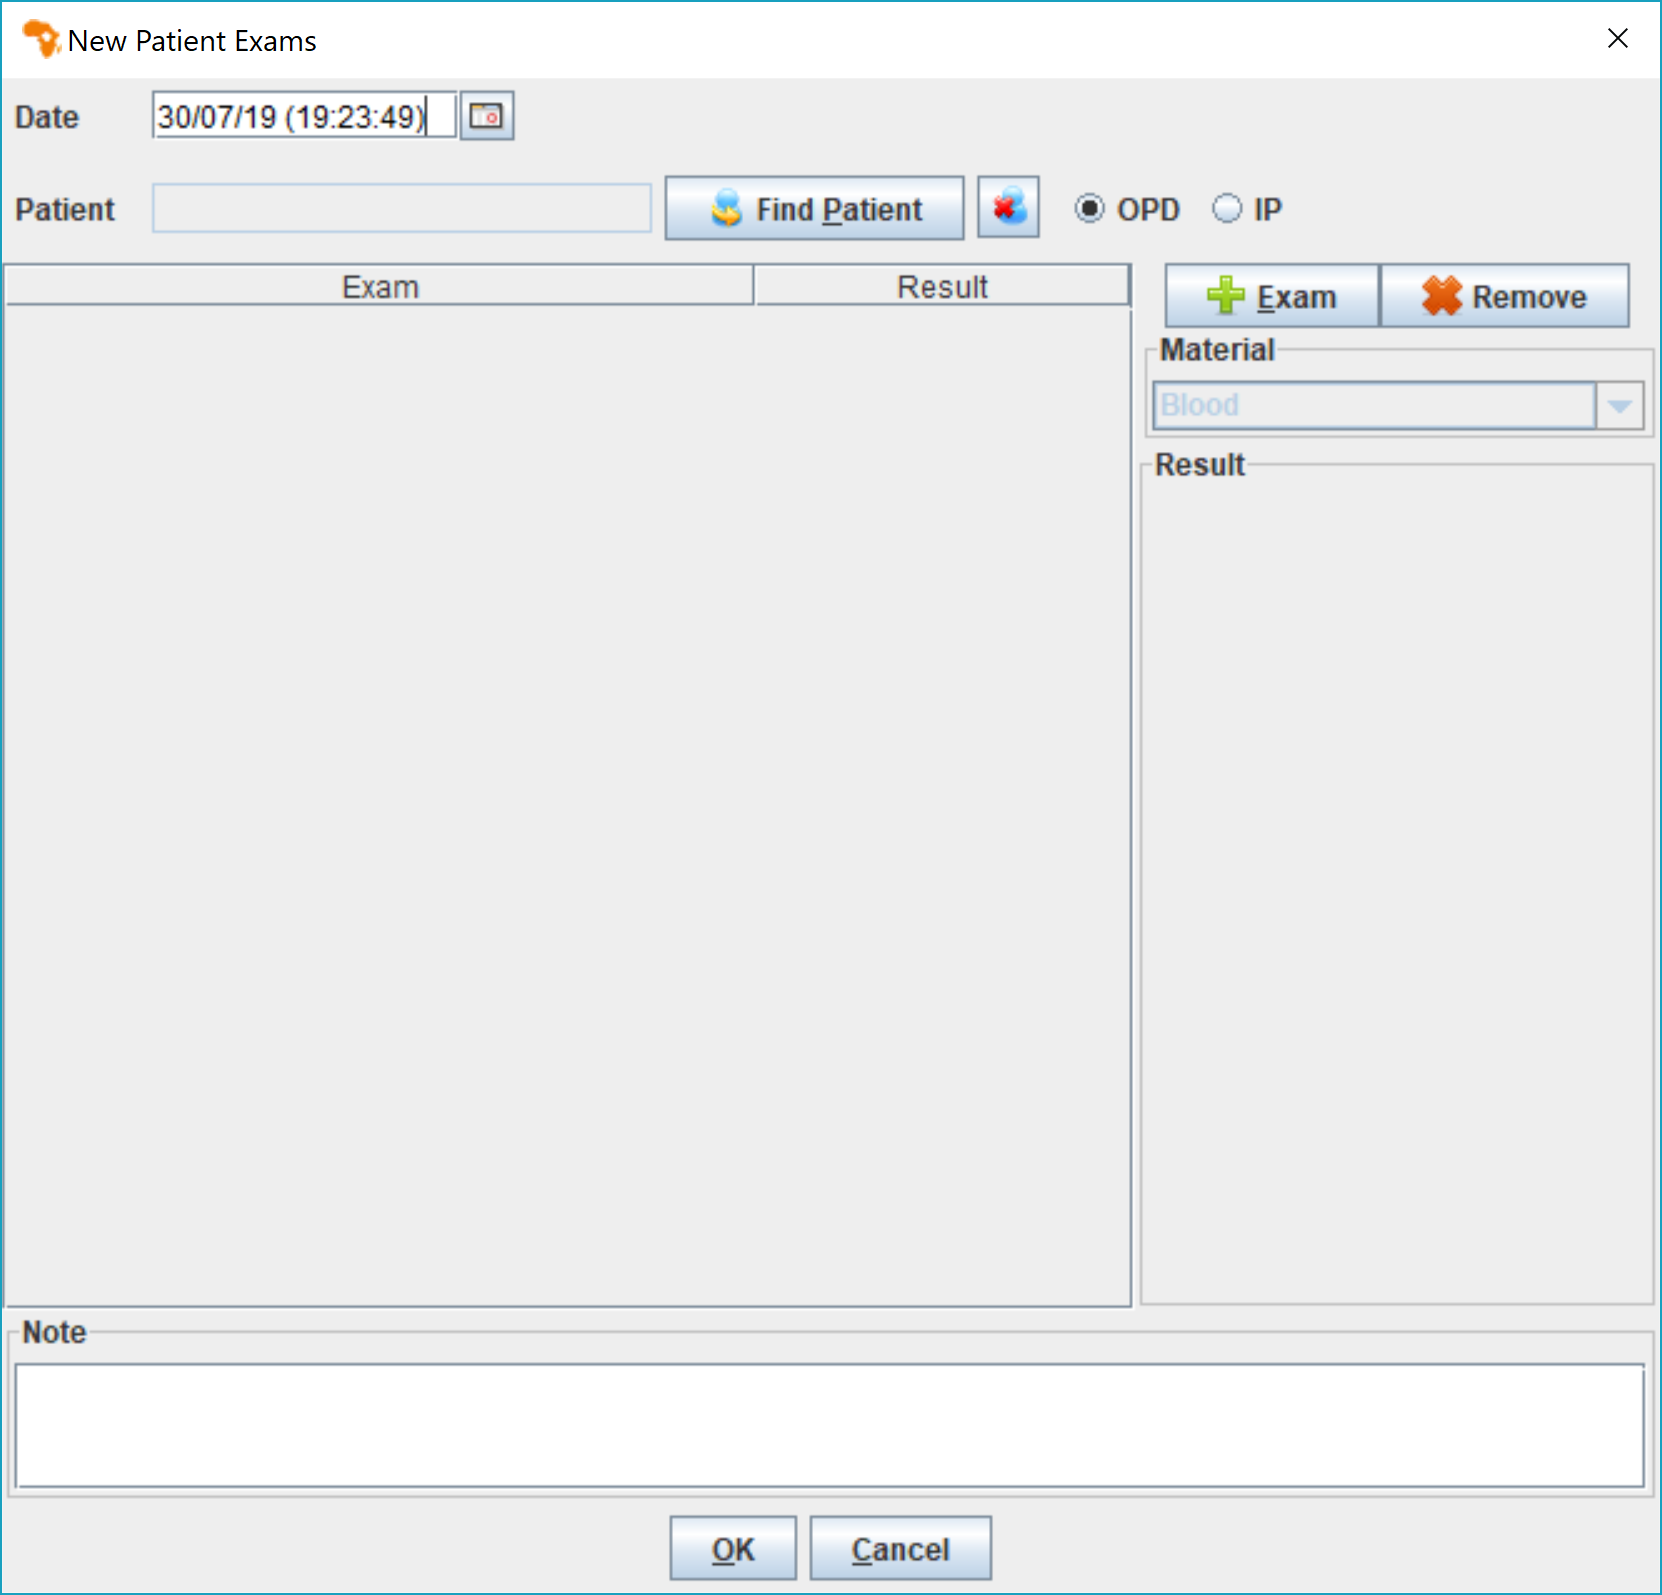 New Patient Exams
Date 30/07/19 (19:23:49)
Patient Find Patient OPD IP
Exam Result Exam Remove
Material
Blood
Result
Note
OK Cancel